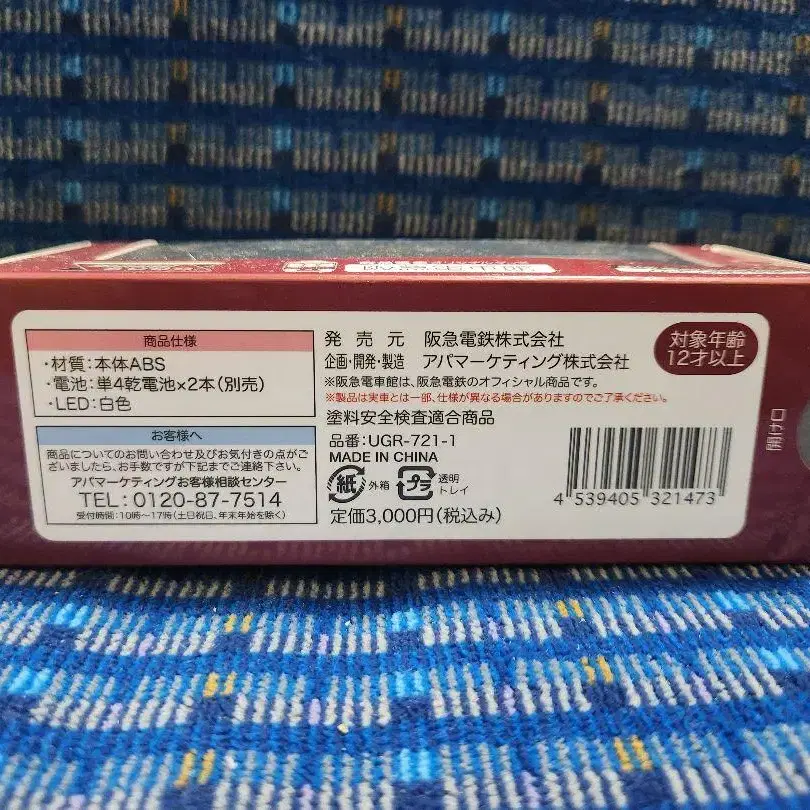 商品仕様
・材質：本体ABS
・電池：単4乾電池×2本（別売）
・LED：白色
お客様へ
商品についてのお問い合わせ及びお気付きの点がご
ざいましたら、お手数ですが下記までご連絡下さい。
アパマーケティングお客様相談センター
TEL：0120-87-7514
受付時間：10時〜17時（土日祝日、年末年始を除く）
発売元 阪急電鉄株式会社
企画・開発・製造 アパマーケティング株式会社
※阪急電車館は、阪急電鉄のオフィシャル商品です。
※製品は実車とは一部、仕様が異なる場合がありますのでご了承ください。
塗料安全検査適合商品
品番：UGR-721-1
MADE IN CHINA
紙 外箱 プラ 透明
トレイ
定価3,000円（税込み）
対象年齢
12才以上
4 539405 321473
開け口